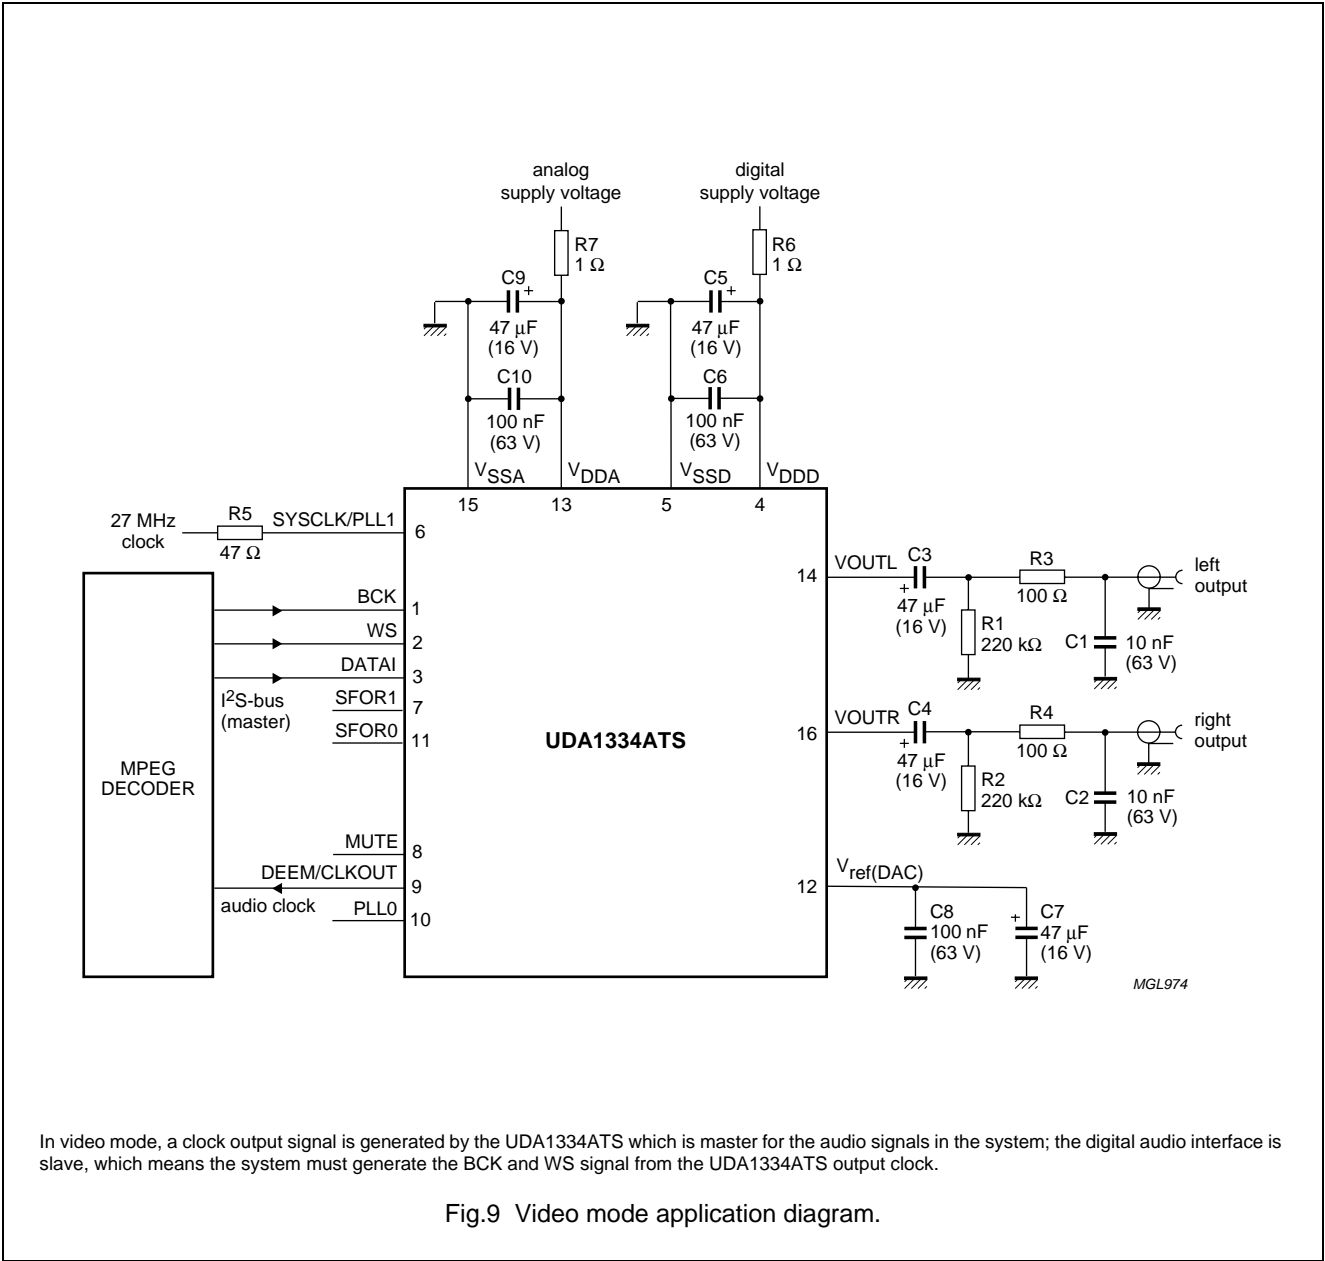 analog
supply voltage
digital
supply voltage
R7
1 Ω
R6
1 Ω
C9
+
47 µF
(16 V)
C5
+
47 µF
(16 V)
C10
100 nF
(63 V)
C6
100 nF
(63 V)
VSSA
VDDA
VSSD
VDDD
15
13
5
4
27 MHz
clock
R5
47 Ω
SYSCLK/PLL1
6
BCK
1
WS
2
DATAI
3
I2S-bus
(master)
SFOR1
7
SFOR0
11
MPEG
DECODER
MUTE
8
DEEM/CLKOUT
9
audio clock
PLL0
10
UDA1334ATS
14
VOUTL
C3
+
47 µF
(16 V)
R1
220 kΩ
R3
100 Ω
C1
10 nF
(63 V)
left
output
16
VOUTR
C4
+
47 µF
(16 V)
R2
220 kΩ
R4
100 Ω
C2
10 nF
(63 V)
right
output
12
Vref(DAC)
C8
100 nF
(63 V)
+
C7
47 µF
(16 V)
MGL974
In video mode, a clock output signal is generated by the UDA1334ATS which is master for the audio signals in the system; the digital audio interface is
slave, which means the system must generate the BCK and WS signal from the UDA1334ATS output clock.
Fig.9 Video mode application diagram.